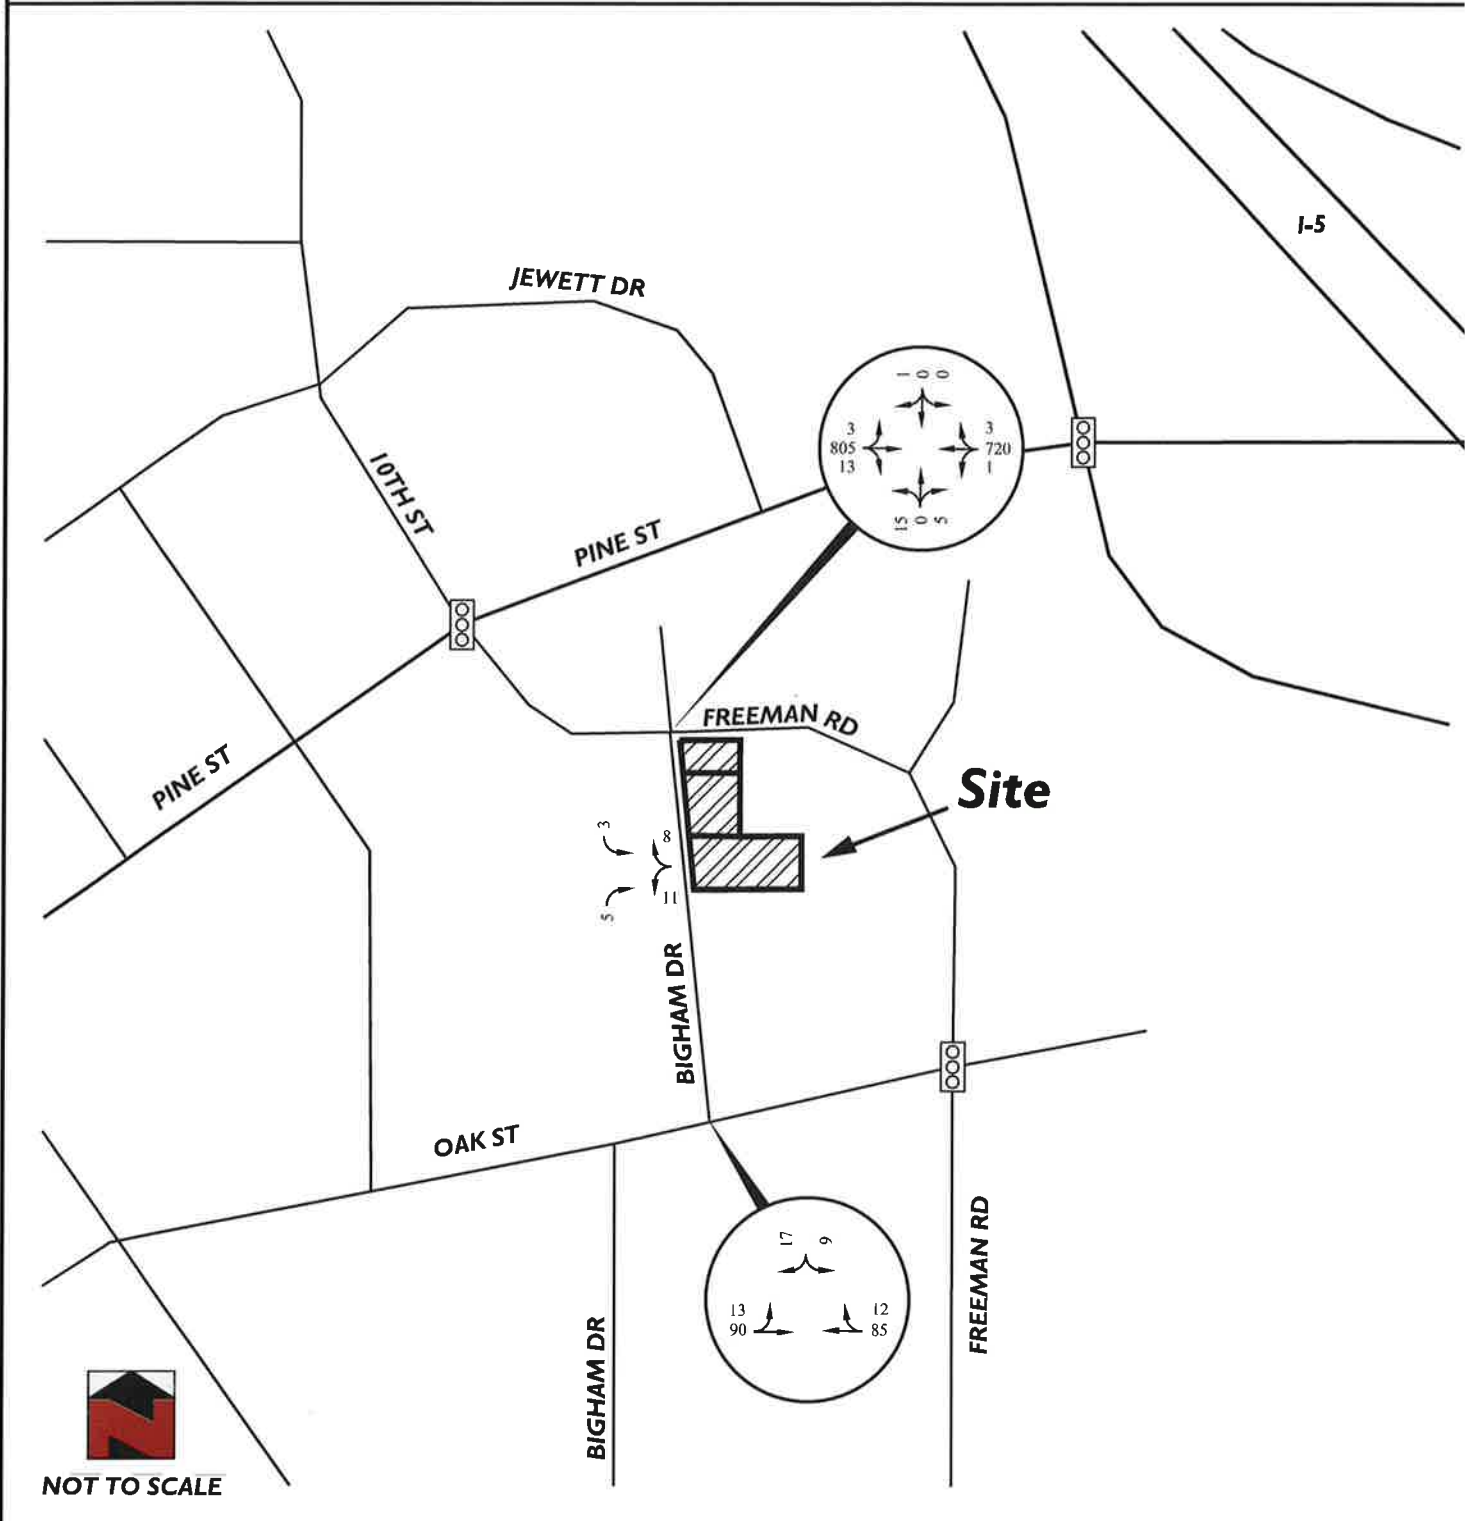 I-5
JEWETT DR
1 0 0
3
805
13
3
720
1
15 0 5
10TH ST
PINE ST
FREEMAN RD
PINE ST
Site
3
8
5
11
BIGHAM DR
OAK ST
17 9
13
90
12
85
FREEMAN RD
BIGHAM DR
N
NOT TO SCALE